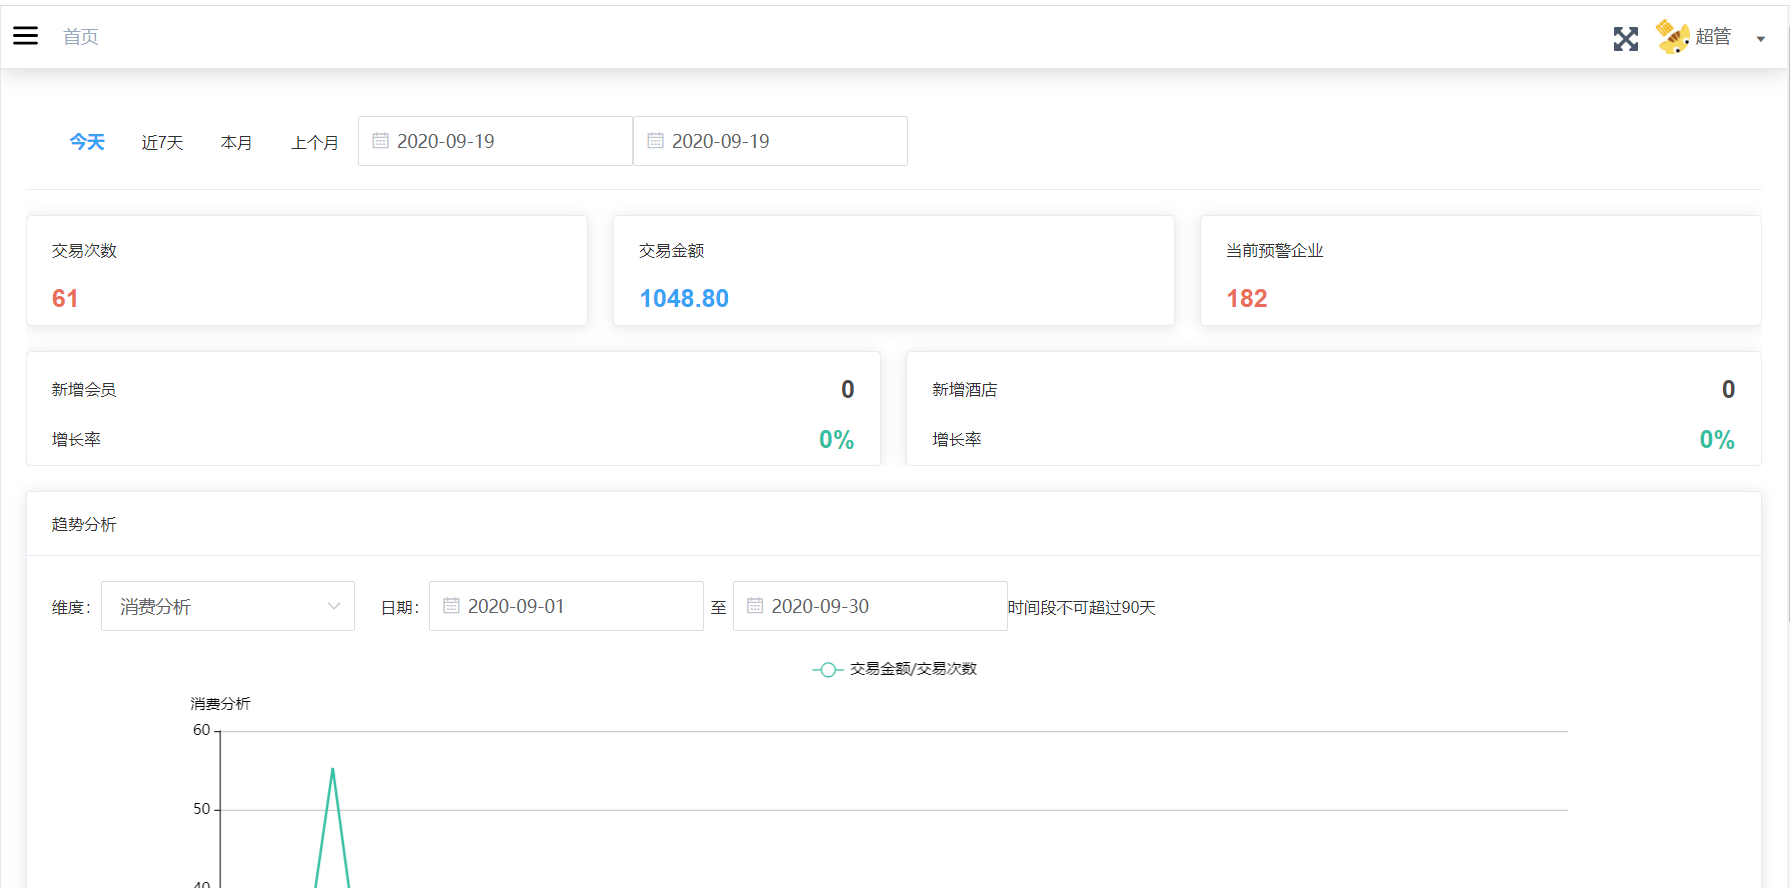 首页
超管
今天 近7天 本月 上个月 2020-09-19 2020-09-19
交易次数
61
交易金额
1048.80
当前预警企业
182
新增会员 0
增长率 0%
新增酒店 0
增长率 0%
趋势分析
维度: 消费分析 日期: 2020-09-01 至 2020-09-30 时间段不可超过90天
交易金额/交易次数
消费分析
60
50
40